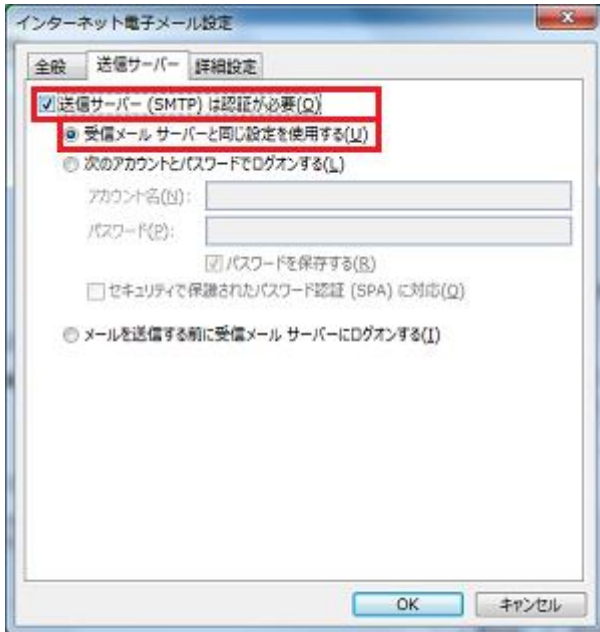 インターネット電子メール設定
全般 送信サーバー 詳細設定
送信サーバー (SMTP) は認証が必要(O)
受信メール サーバーと同じ設定を使用する(U)
次のアカウントとパスワードでログオンする(L)
アカウント名(N):
パスワード(P):
パスワードを保存する(R)
セキュリティで保護されたパスワード認証 (SPA) に対応(Q)
メールを送信する前に受信メール サーバーにログオンする(I)
OK キャンセル